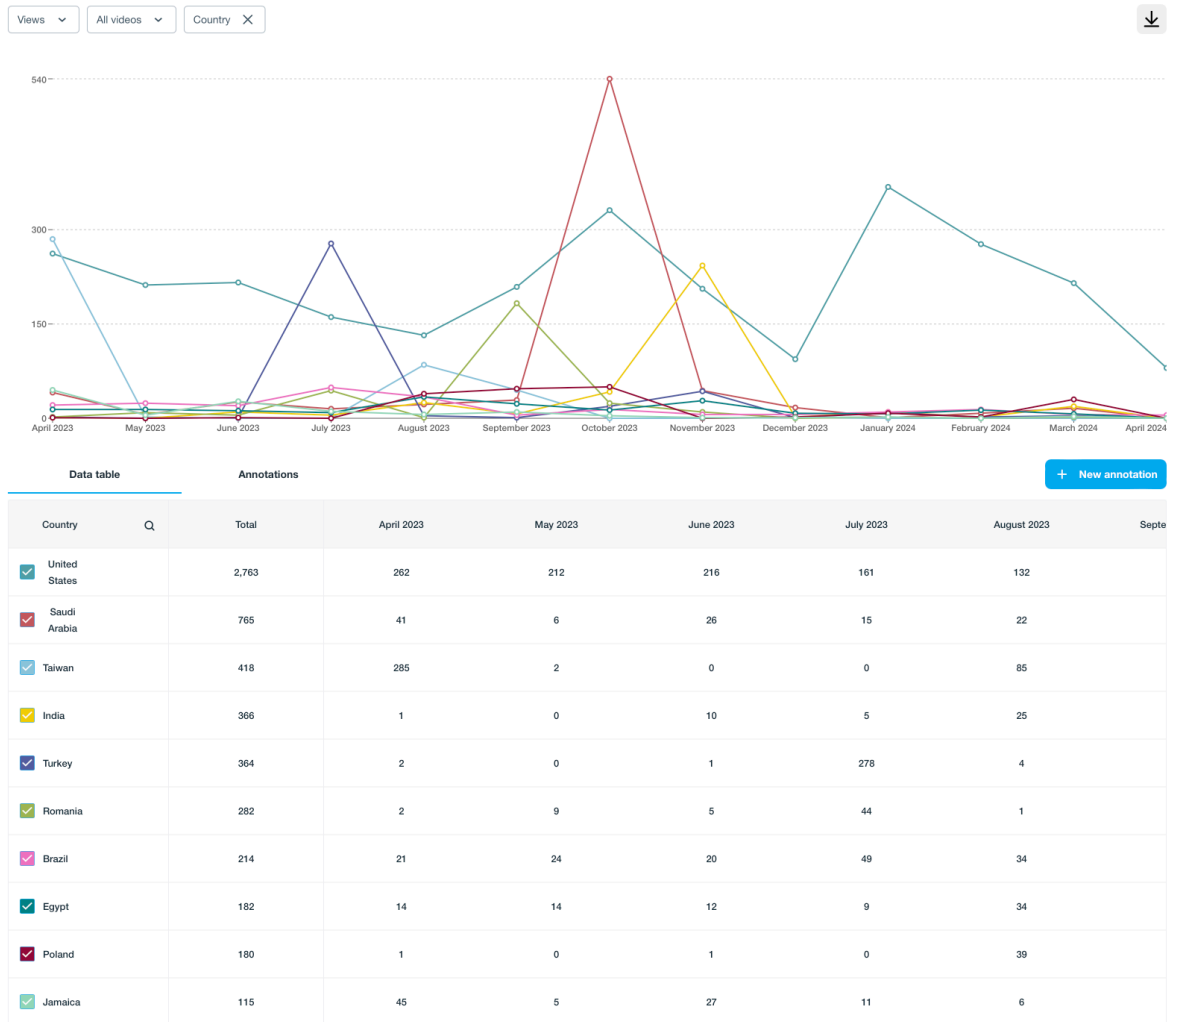 Views
All videos
Country
540
300
150
0
April 2023 May 2023 June 2023 July 2023 August 2023 September 2023 October 2023 November 2023 December 2023 January 2024 February 2024 March 2024 April 2024
Data table Annotations + New annotation
Country Total April 2023 May 2023 June 2023 July 2023 August 2023 Septe
United States 2,763 262 212 216 161 132
Saudi Arabia 765 41 6 26 15 22
Taiwan 418 285 2 0 0 85
India 366 1 0 10 5 25
Turkey 364 2 0 1 278 4
Romania 282 2 9 5 44 1
Brazil 214 21 24 20 49 34
Egypt 182 14 14 12 9 34
Poland 180 1 0 1 0 39
Jamaica 115 45 5 27 11 6